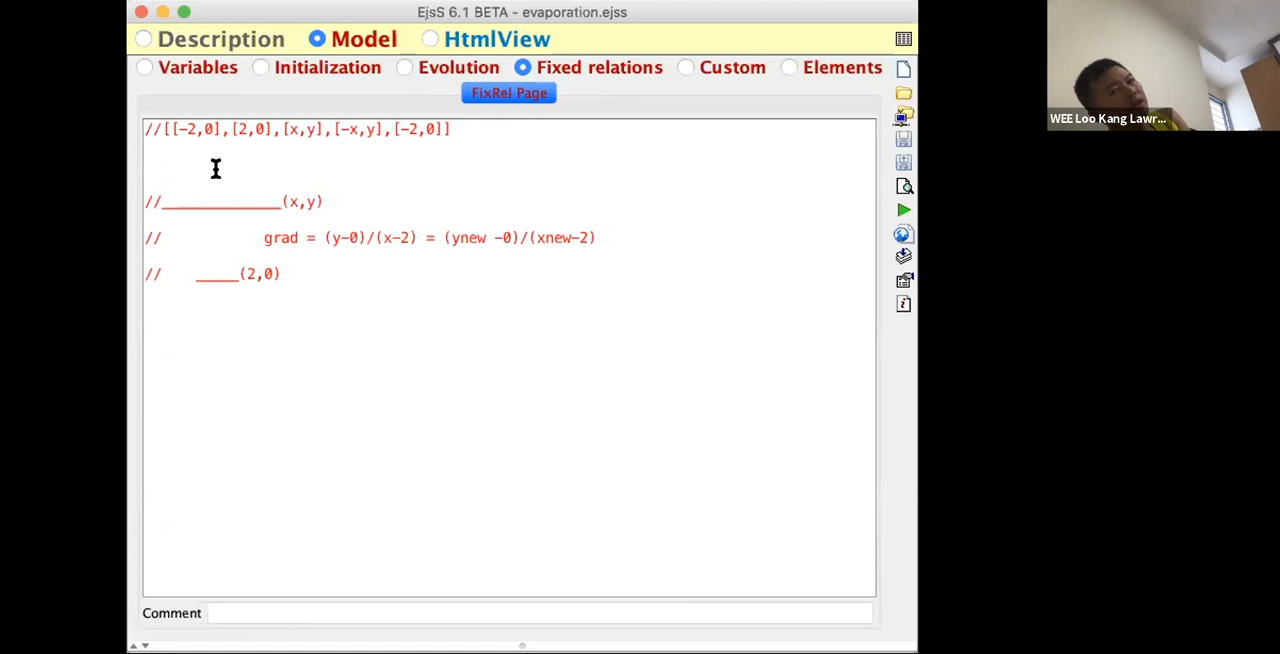 EjsS 6.1 BETA - evaporation.ejss
Description Model HtmlView
Variables Initialization Evolution Fixed relations Custom Elements
FixRel Page
//[[-2,0],[2,0],[x,y],[-x,y],[-2,0]]
//______________(x,y)
// grad = (y-0)/(x-2) = (ynew -0)/(xnew-2)
// _____(2,0)
Comment
WEE Loo Kang Lawr...